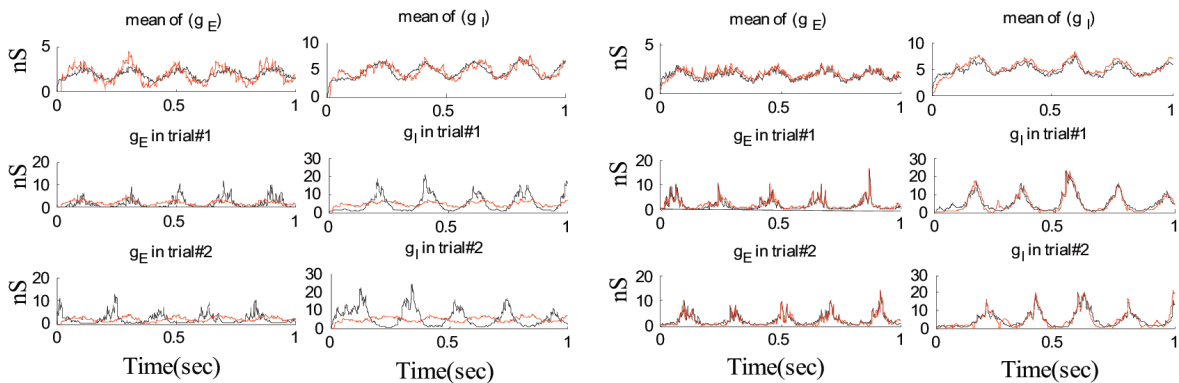 mean of (g E) mean of (g I) mean of (g E) mean of (g I)
nS 5 0 10 5 0 nS 5 0 10 5 0
0 0.5 1 0 0.5 1 0 0.5 1 0 0.5 1
gE in trial#1 gI in trial#1 gE in trial#1 gI in trial#1
20 10 0 30 20 10 0 nS 20 10 0 30 20 10 0
0 0.5 1 0 0.5 1 0 0.5 1 0 0.5 1
gE in trial#2 gI in trial#2 gE in trial#2 gI in trial#2
nS 20 10 0 30 20 10 0 nS 20 10 0 30 20 10 0
0 0.5 1 0 0.5 1 0 0.5 1 0 0.5 1
Time(sec) Time(sec) Time(sec) Time(sec)